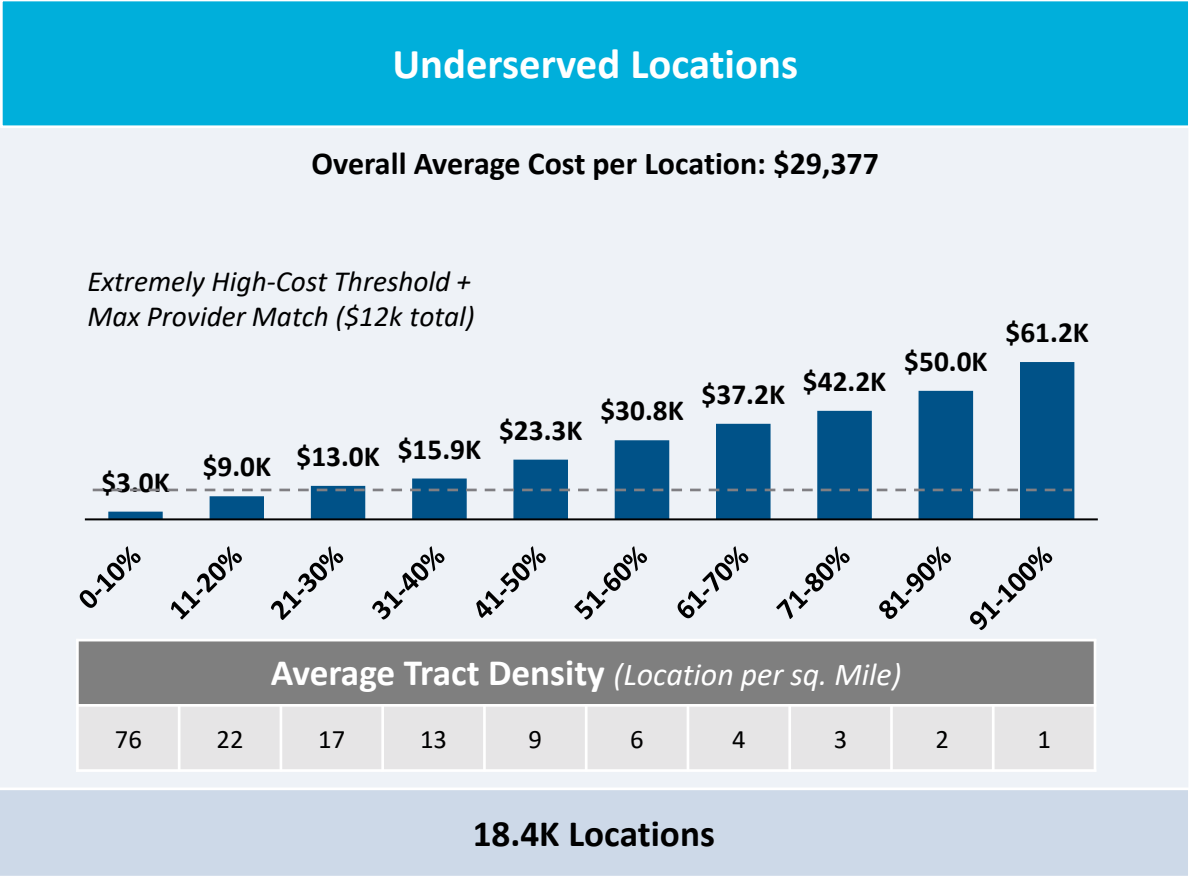 Underserved Locations
Overall Average Cost per Location: $29,377
Extremely High-Cost Threshold +
Max Provider Match ($12k total)
$3.0K
$9.0K
$13.0K
$15.9K
$23.3K
$30.8K
$37.2K
$42.2K
$50.0K
$61.2K
0-10%
11-20%
21-30%
31-40%
41-50%
51-60%
61-70%
71-80%
81-90%
91-100%
Average Tract Density (Location per sq. Mile)
76 22 17 13 9 6 4 3 2 1
18.4K Locations